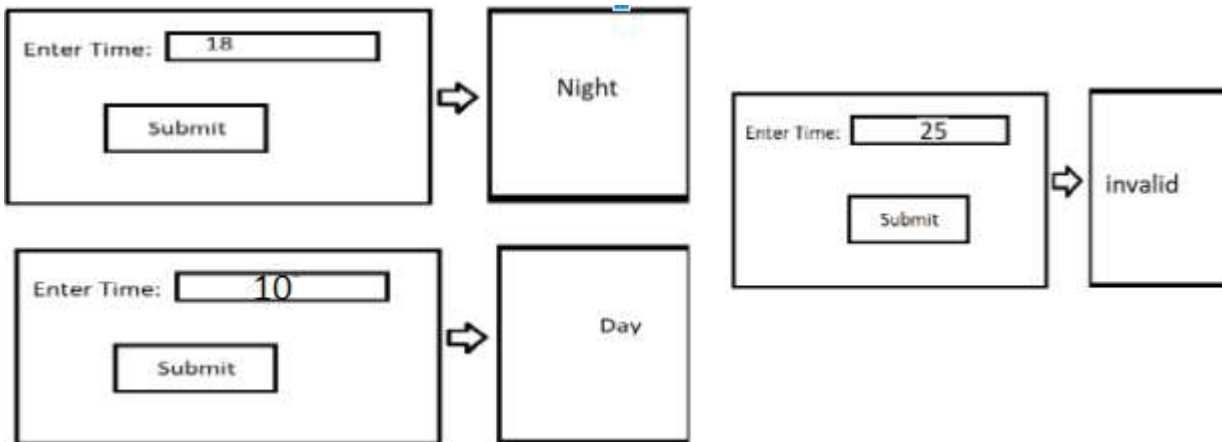 Enter Time: 18
Submit
Night
Enter Time: 25
Submit
invalid
Enter Time: 10
Submit
Day